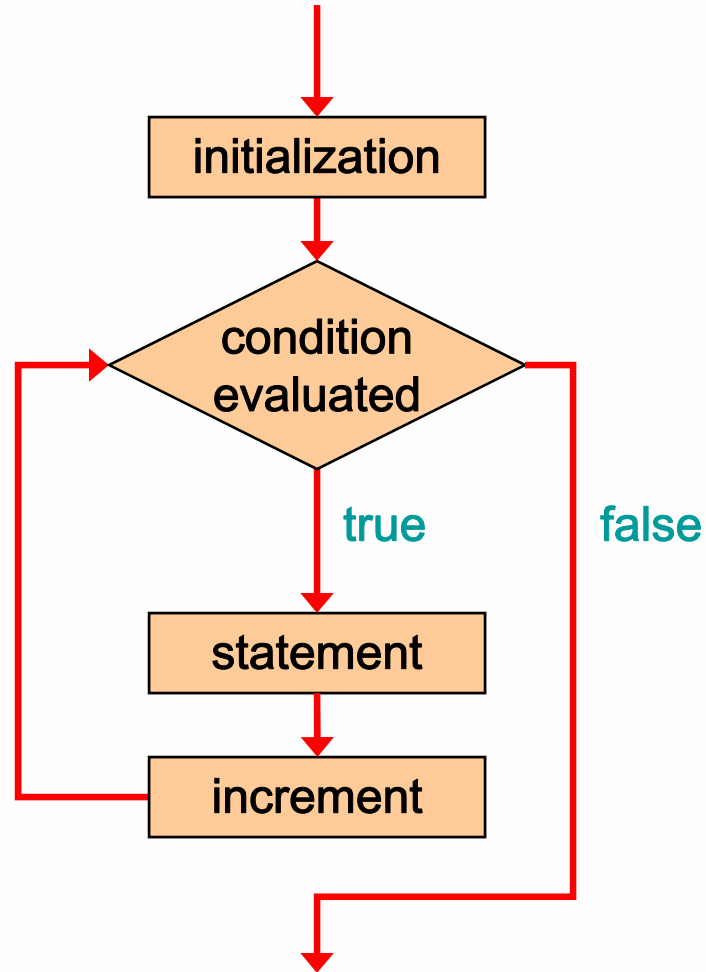 initialization
condition
evaluated
true
false
statement
increment